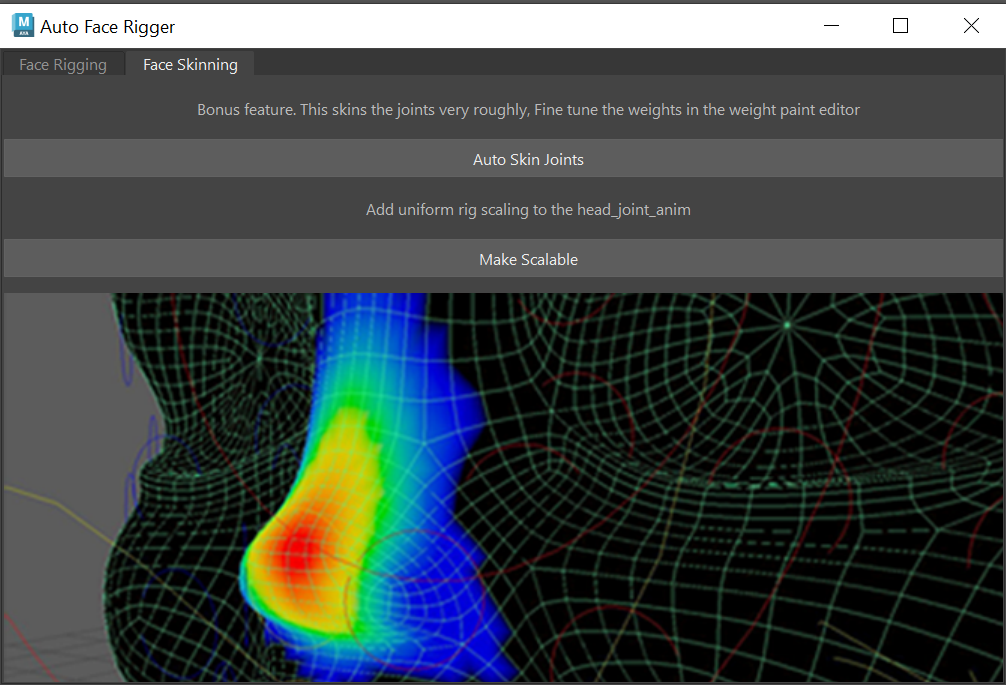 M
AYA
Auto Face Rigger
Face Rigging
Face Skinning
Bonus feature. This skins the joints very roughly, Fine tune the weights in the weight paint editor
Auto Skin Joints
Add uniform rig scaling to the head_joint_anim
Make Scalable